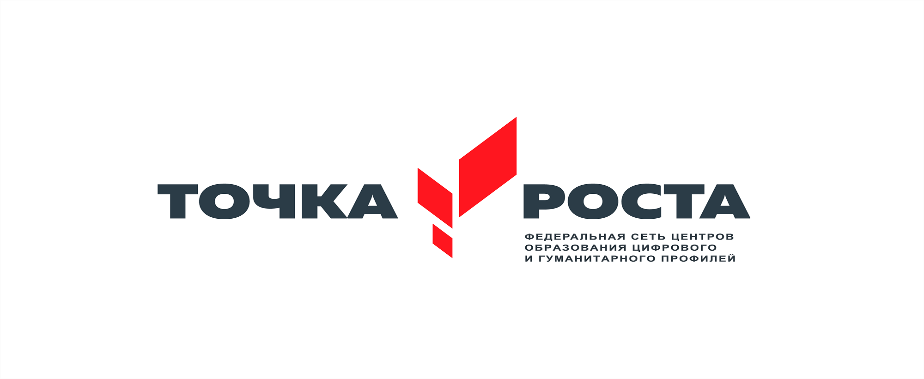 ТОЧКА РОСТА
ФЕДЕРАЛЬНАЯ СЕТЬ ЦЕНТРОВ
ОБРАЗОВАНИЯ ЦИФРОВОГО
И ГУМАНИТАРНОГО ПРОФИЛЕЙ